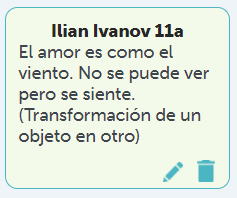 Ilian Ivanov 11a
El amor es como el
viento. No se puede ver
pero se siente.
(Transformación de un
objeto en otro)